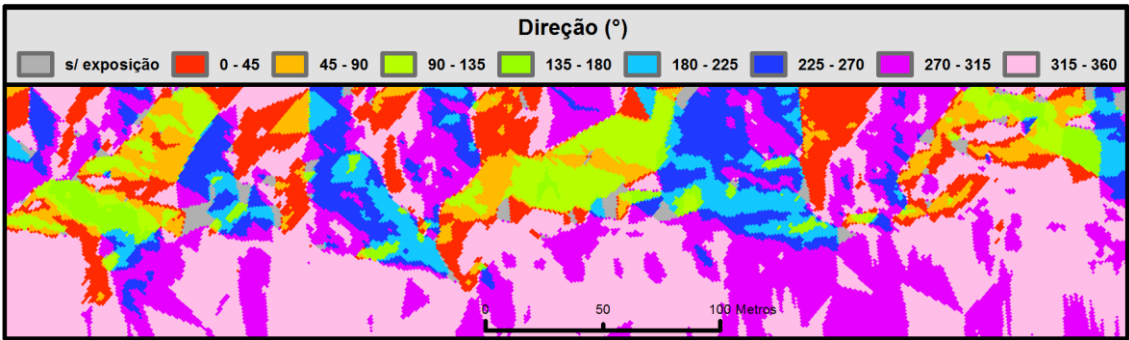 Direção (°)
s/ exposição 0 - 45 45 - 90 90 - 135 135 - 180 180 - 225 225 - 270 270 - 315 315 - 360
0 50 100 Metros